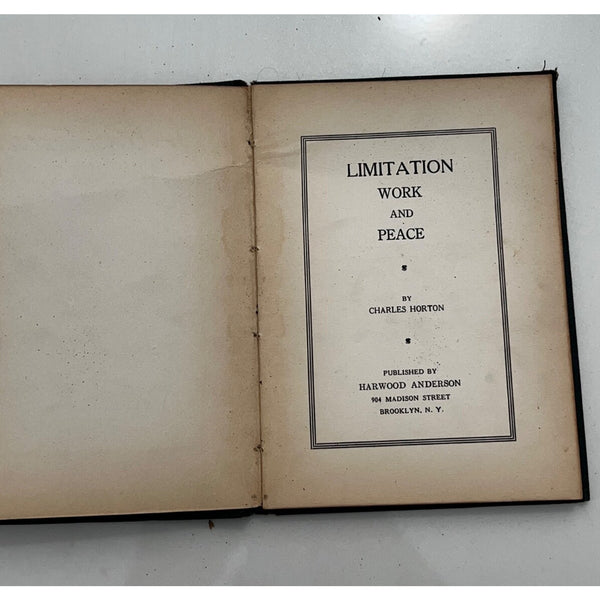 LIMITATION
WORK
AND
PEACE
BY
CHARLES HORTON
PUBLISHED BY
HARWOOD ANDERSON
904 MADISON STREET
BROOKLYN, N. Y.